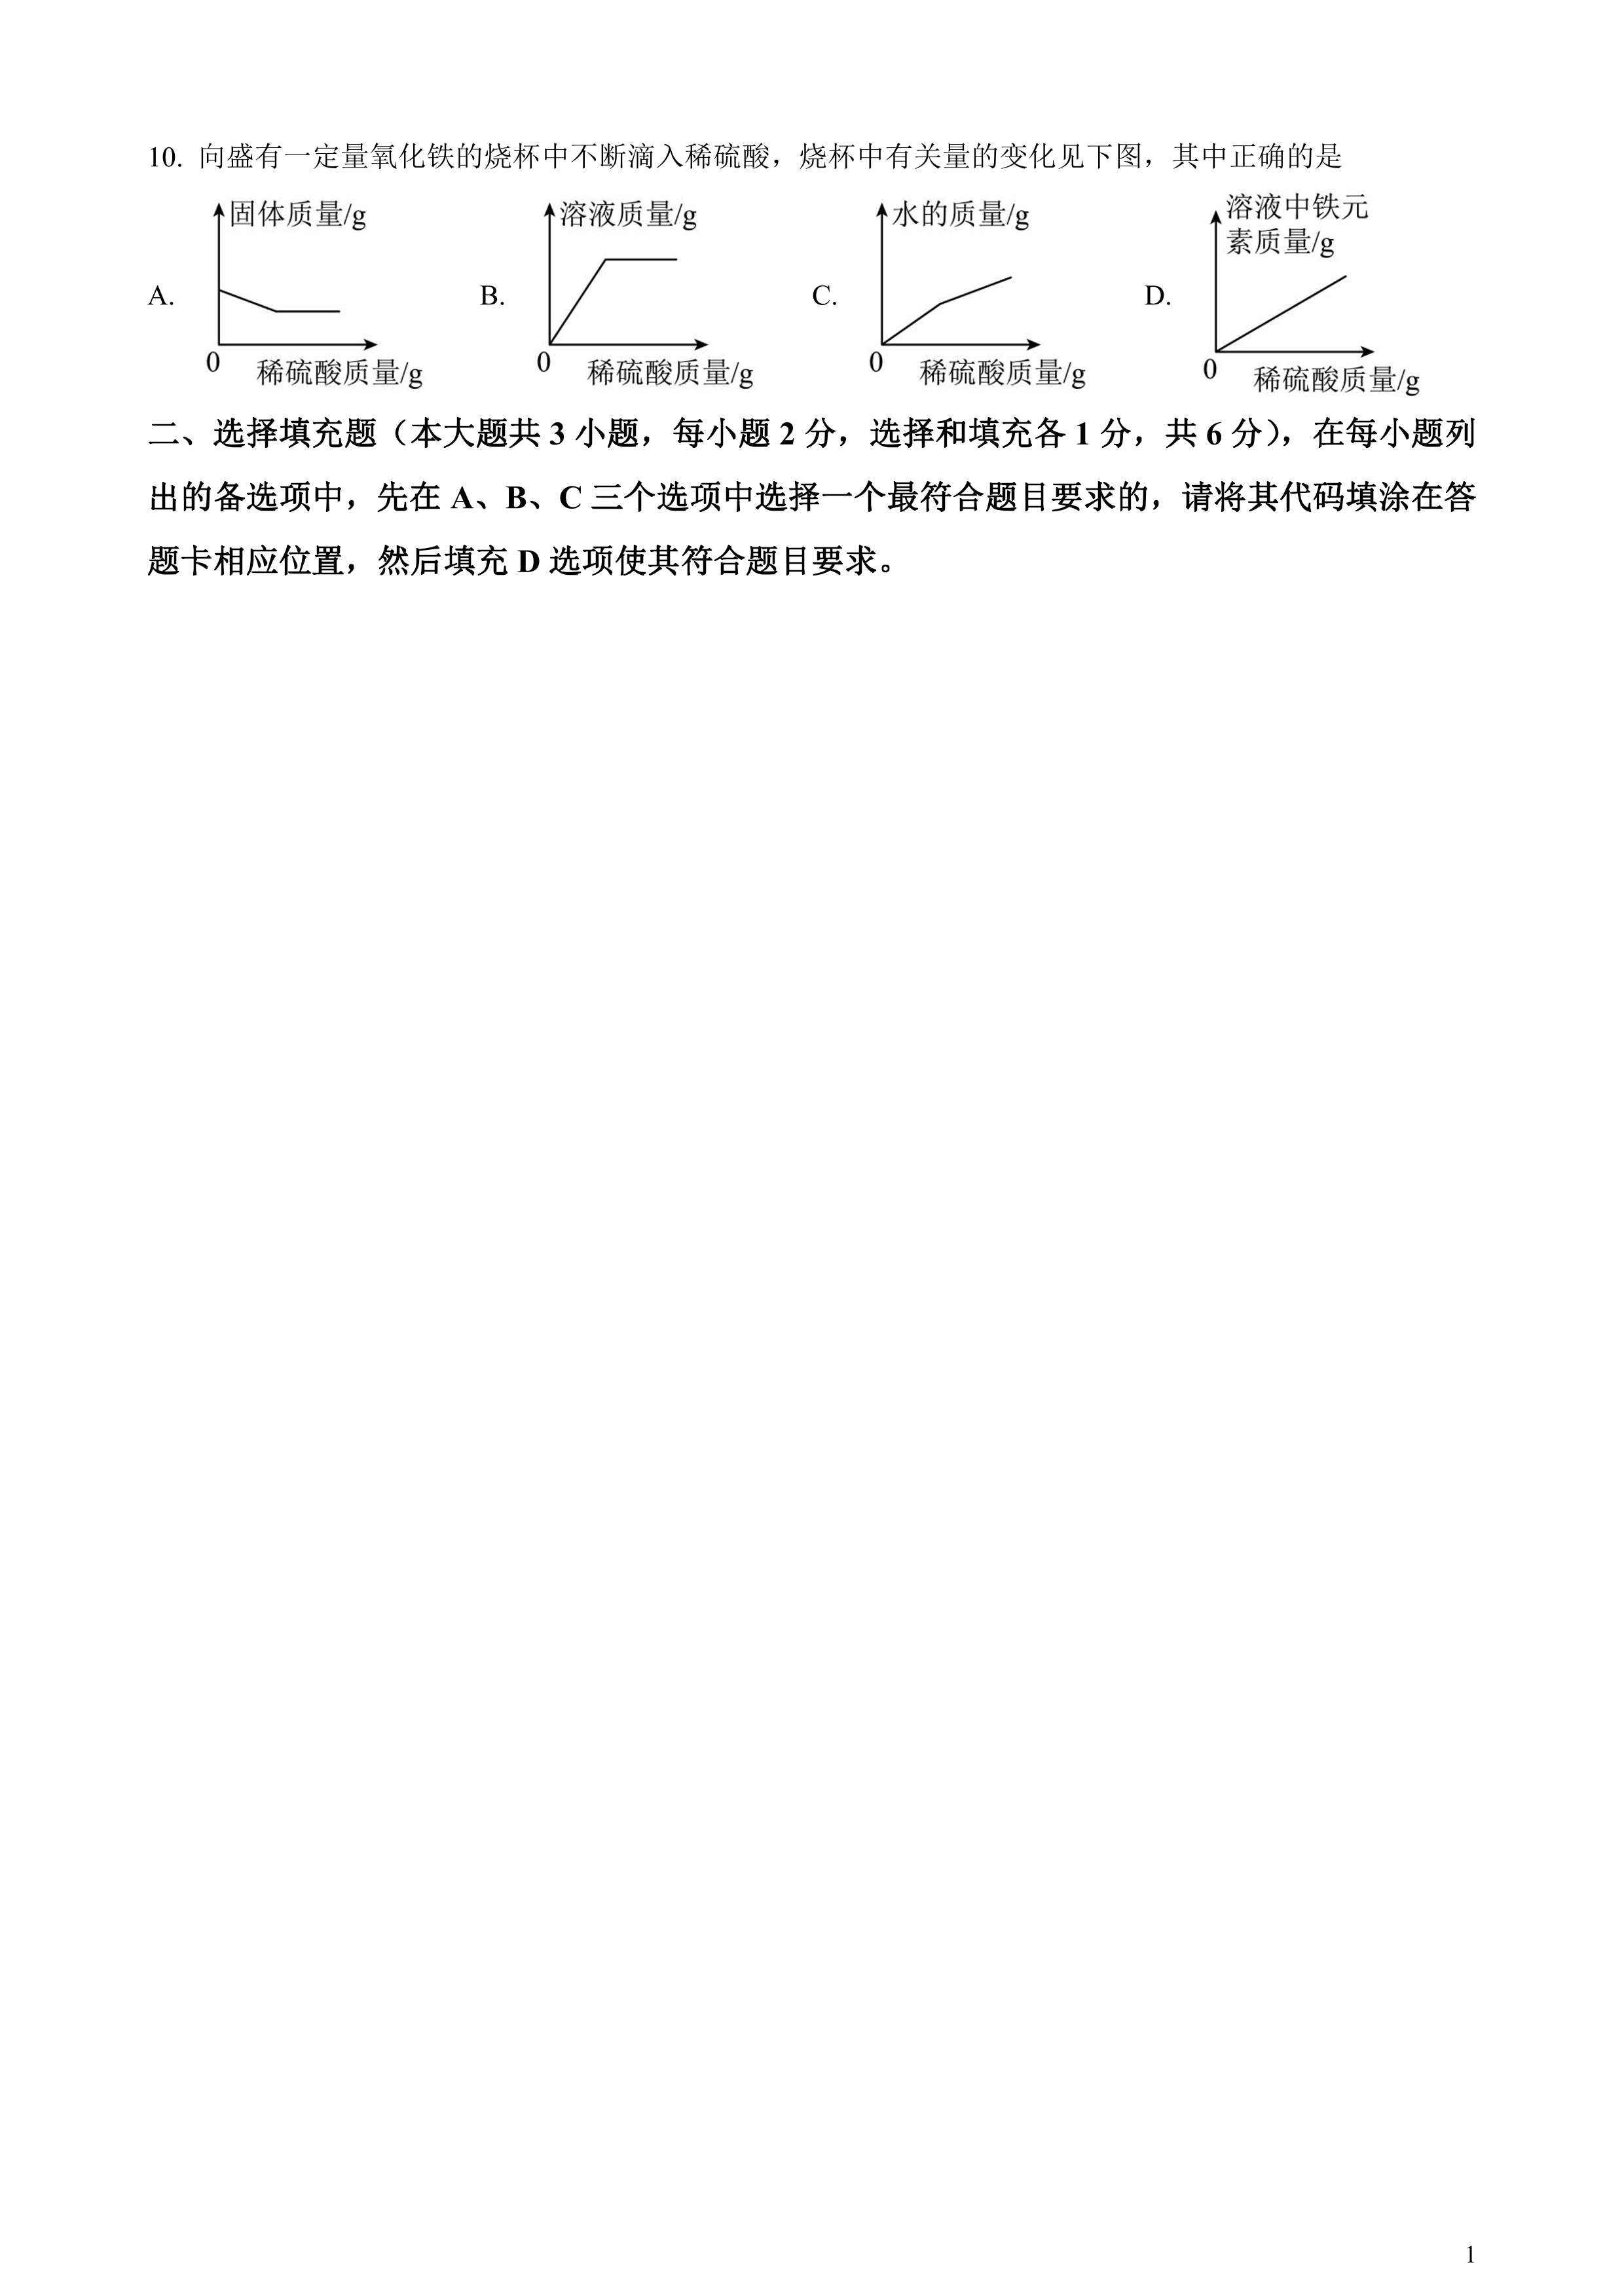 10. 向盛有一定量氧化铁的烧杯中不断滴入稀硫酸，烧杯中有关量的变化见下图，其中正确的是
A.
固体质量/g
0
稀硫酸质量/g
B.
溶液质量/g
0
稀硫酸质量/g
C.
水的质量/g
0
稀硫酸质量/g
D.
溶液中铁元
素质量/g
0
稀硫酸质量/g
二、选择填充题（本大题共 3 小题，每小题 2 分，选择和填充各 1 分，共 6 分），在每小题列
出的备选项中，先在 A、B、C 三个选项中选择一个最符合题目要求的，请将其代码填涂在答
题卡相应位置，然后填充 D 选项使其符合题目要求。
1